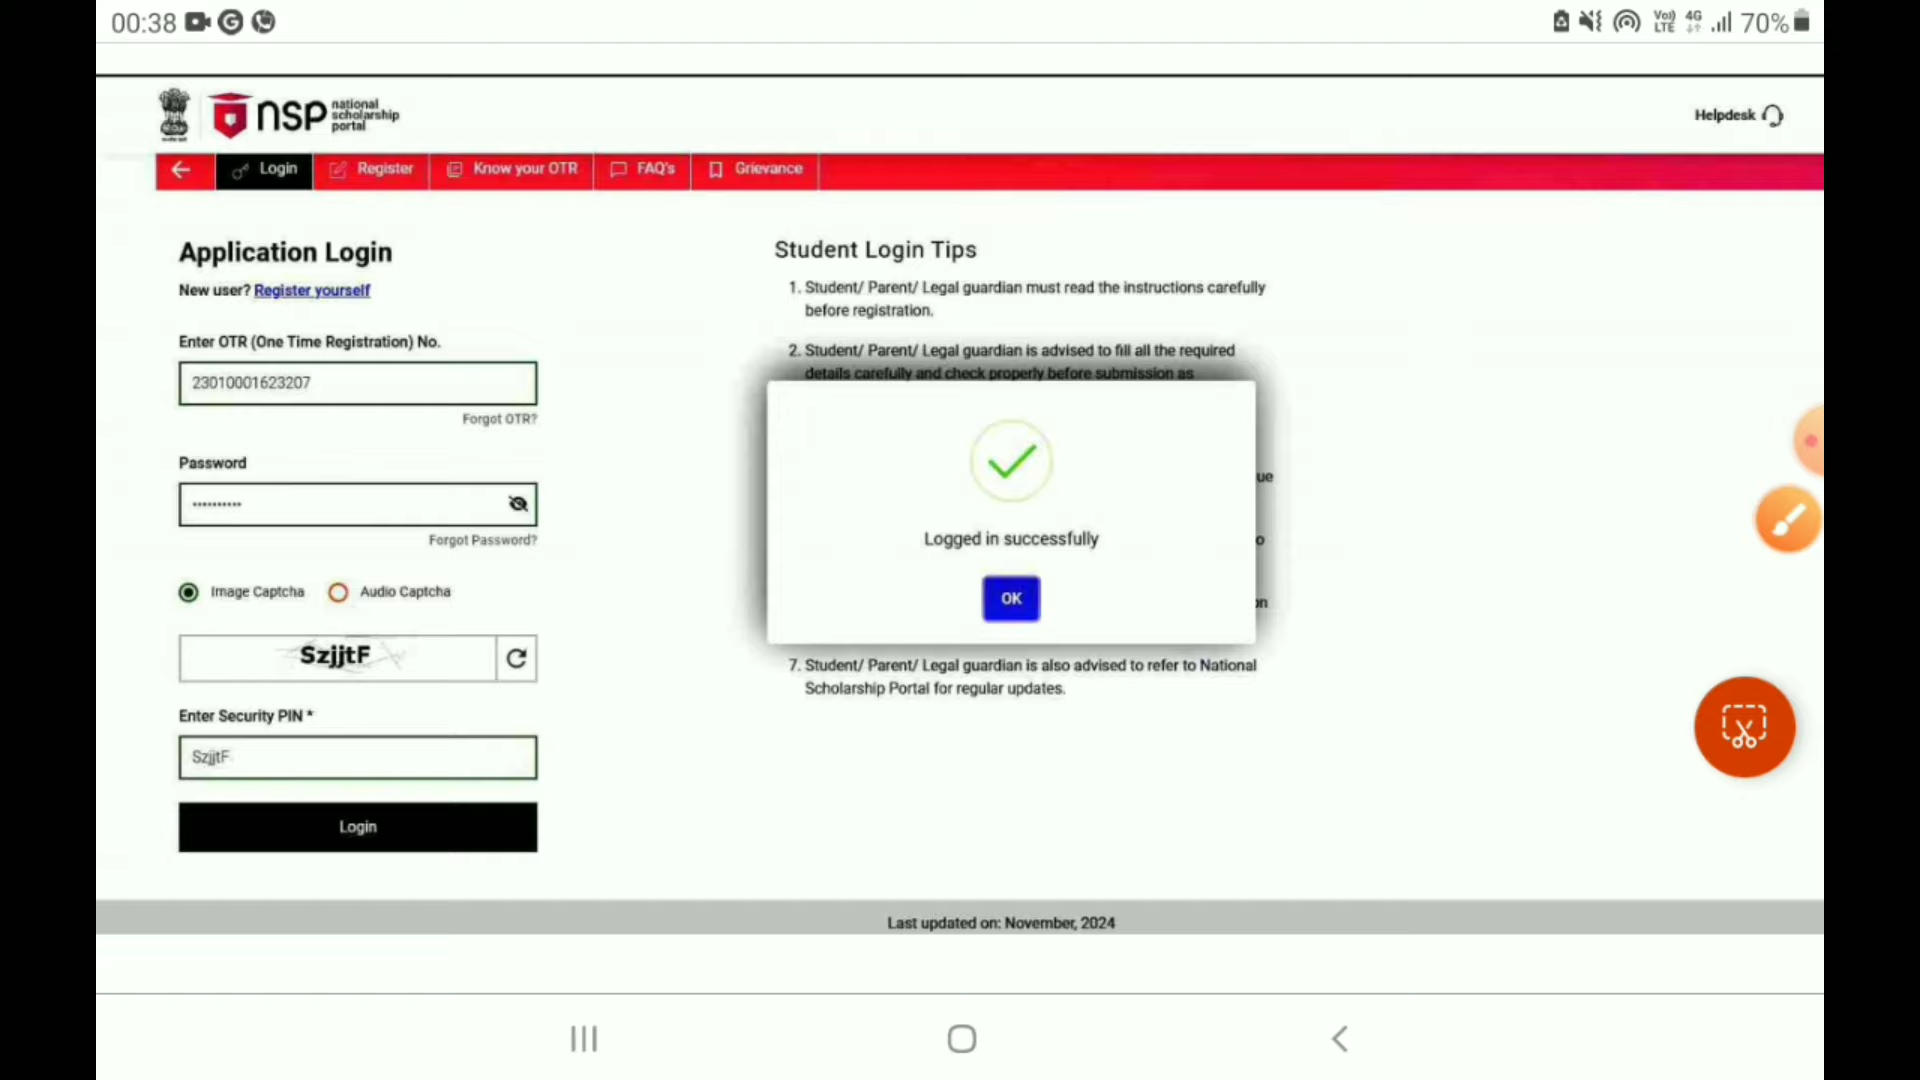 00:38
Vo)) LTE 4G 70%
nsp national scholarship portal
Helpdesk
Login Register Know your OTR FAQ's Grievance
Application Login
New user? Register yourself
Enter OTR (One Time Registration) No.
23010001623207
Forgot OTR?
Password
Forgot Password?
Image Captcha Audio Captcha
SzjjtF
Enter Security PIN *
SzjjtF
Login
Student Login Tips
1. Student/ Parent/ Legal guardian must read the instructions carefully
before registration.
2. Student/ Parent/ Legal guardian is advised to fill all the required
details carefully and check properly before submission as
ue
o
on
Logged in successfully
OK
7. Student/ Parent/ Legal guardian is also advised to refer to National
Scholarship Portal for regular updates.
Last updated on: November, 2024